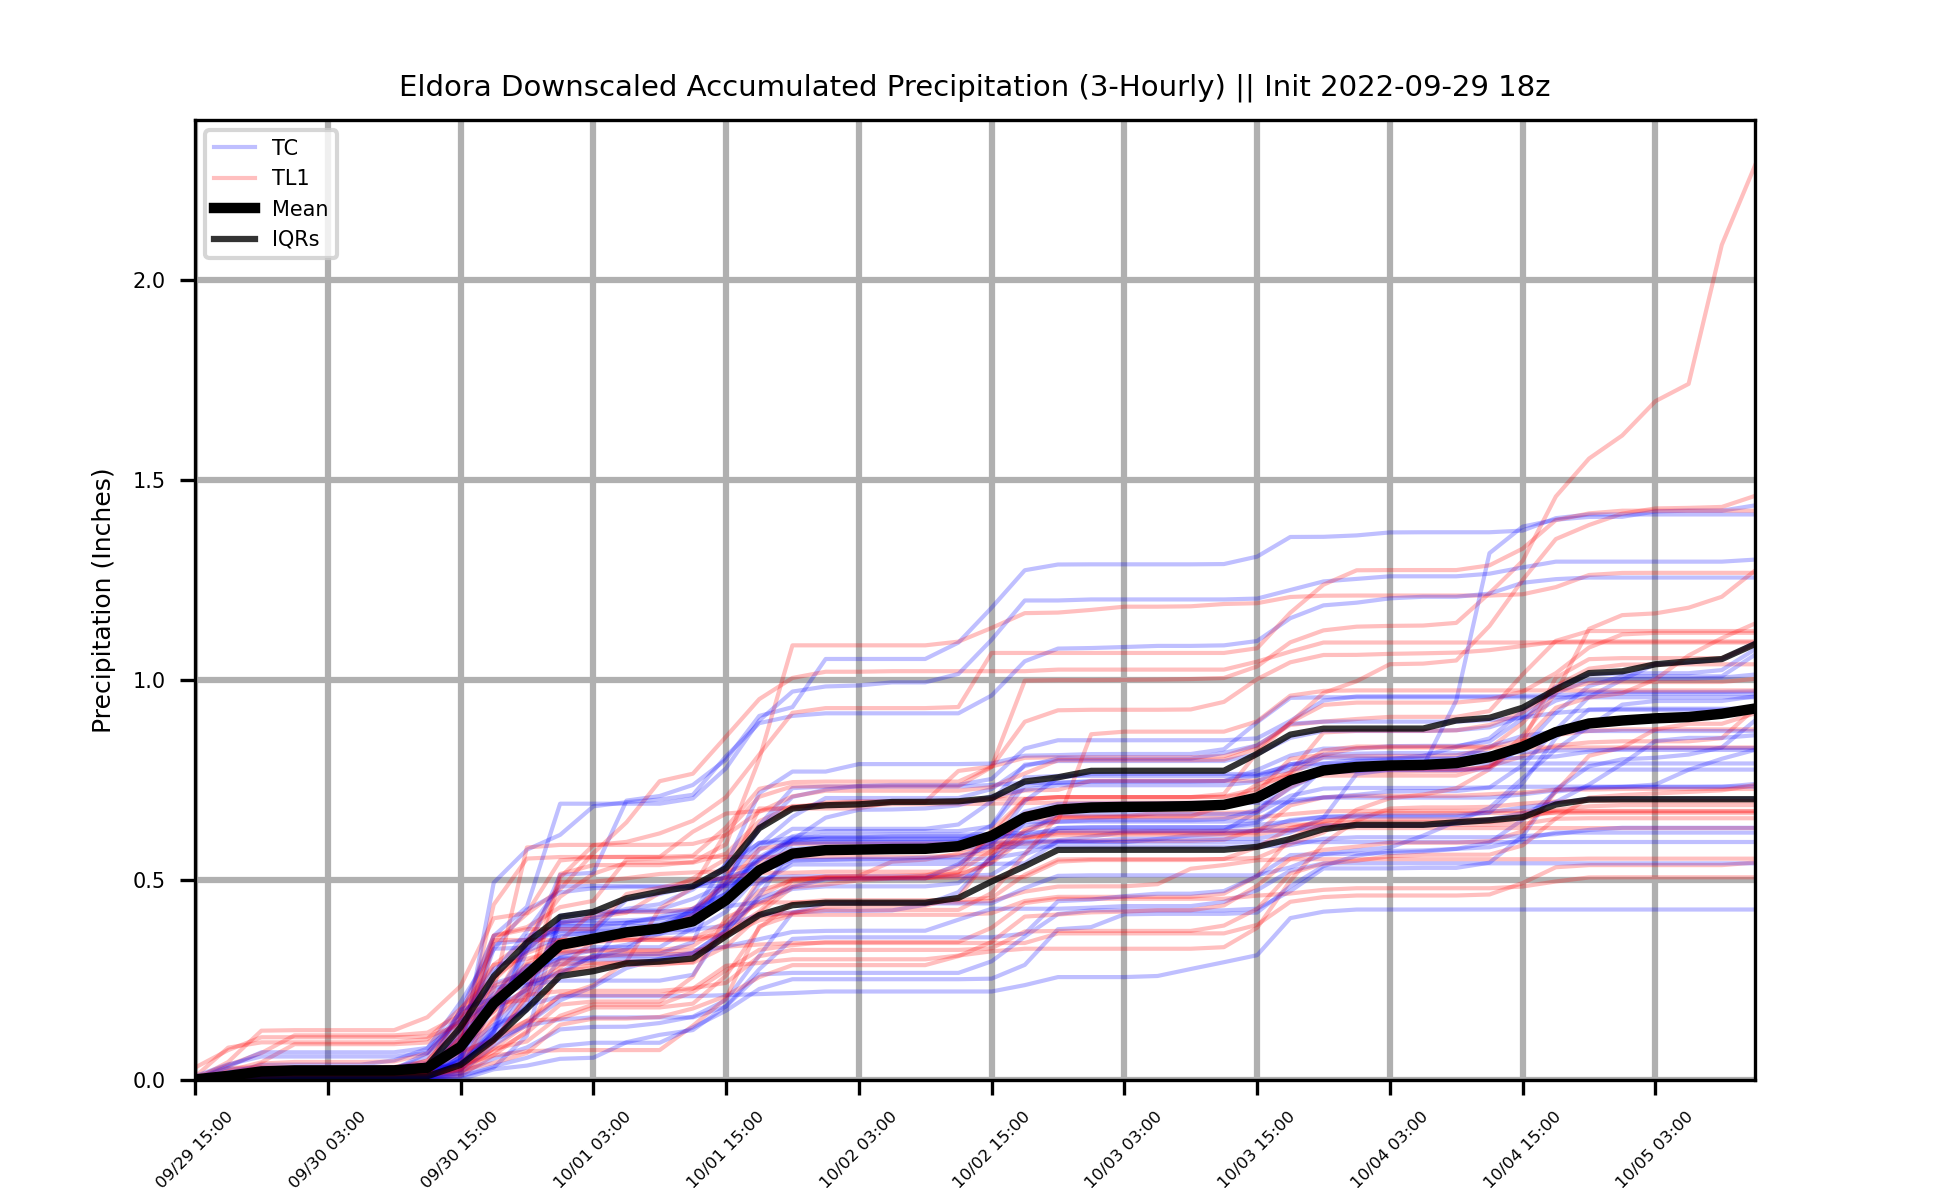 Eldora Downscaled Accumulated Precipitation (3-Hourly) || Init 2022-09-29 18z
TC
TL1
Mean
IQRs
Precipitation (Inches)
2.0
1.5
1.0
0.5
0.0
09/29 15:00
09/30 03:00
09/30 15:00
10/01 03:00
10/01 15:00
10/02 03:00
10/02 15:00
10/03 03:00
10/03 15:00
10/04 03:00
10/04 15:00
10/05 03:00